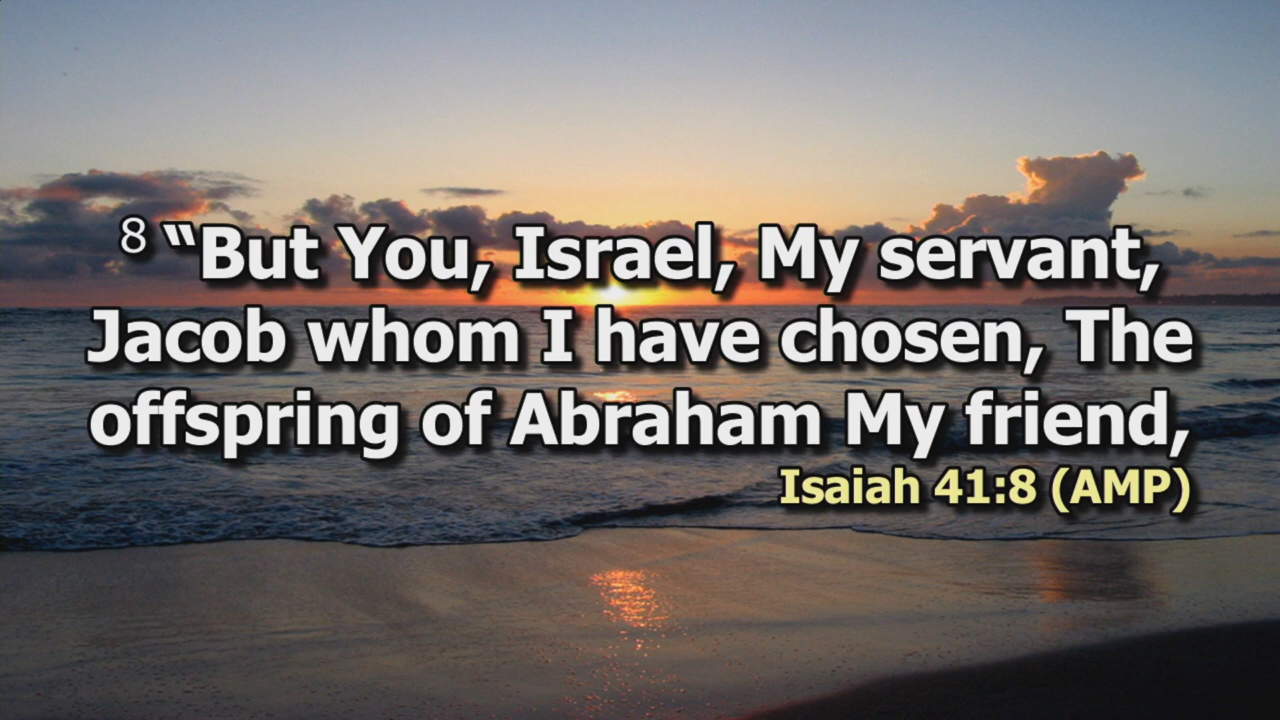 8 “But You, Israel, My servant,
Jacob whom I have chosen, The
offspring of Abraham My friend,
Isaiah 41:8 (AMP)